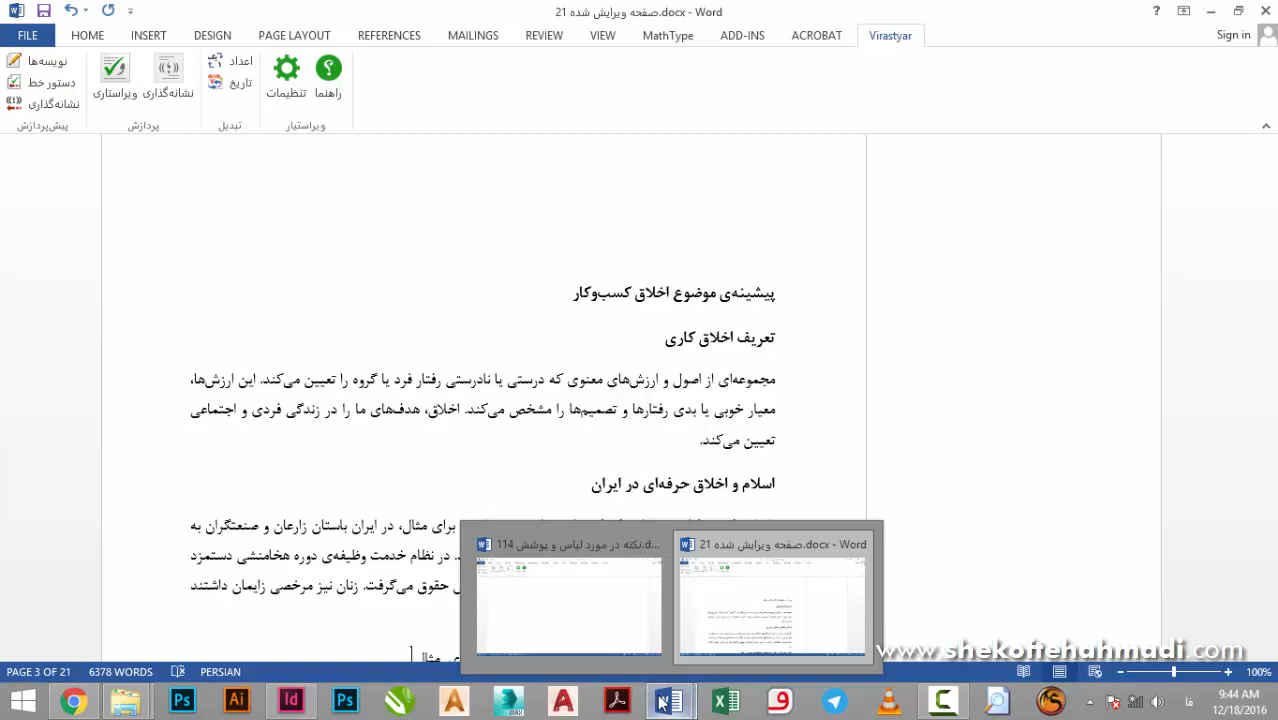 صفحه ویرایش شده 21.docx - Word
FILE HOME INSERT DESIGN PAGE LAYOUT REFERENCES MAILINGS REVIEW VIEW MathType ADD-INS ACROBAT Virastyar
Sign in
نویسه‌ها
دستور خط
نشانه‌گذاری
پیش‌پردازش
ویراستاری
نشانه‌گذاری
پردازش
اعداد
تاریخ
تبدیل
تنظیمات
راهنما
ویراستیار
پیشینه‌ی موضوع اخلاق کسب‌وکار
تعریف اخلاق کاری
مجموعه‌ای از اصول و ارزش‌های معنوی که درستی یا نادرستی رفتار فرد یا گروه را تعیین می‌کند. این ارزش‌ها،
معیار خوبی یا بدی رفتارها و تصمیم‌ها را مشخص می‌کند. اخلاق، هدف‌های ما را در زندگی فردی و اجتماعی
تعیین می‌کند.
اسلام و اخلاق حرفه‌ای در ایران
برای مثال، در ایران باستان زارعان و صنعتگران به
در نظام خدمت وظیفه‌ی دوره هخامنشی دستمزد
حقوق می‌گرفت. زنان نیز مرخصی زایمان داشتند
مثال
114 نکته در مورد لباس و پوشش.d...
صفحه ویرایش شده 21.docx - Word
www.shekoffehahmadi.com
PAGE 3 OF 21 6378 WORDS PERSIAN
100%
Ps Ai Id Ps
فا
9:44 AM
12/18/2016